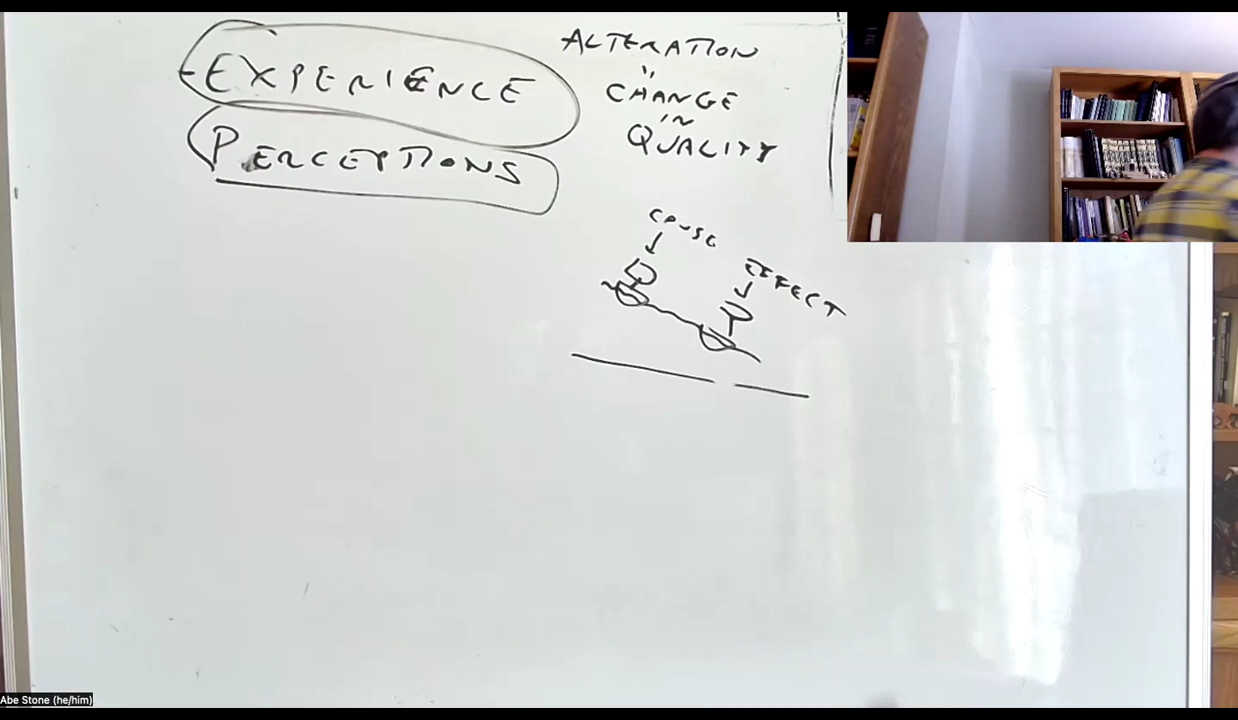 EXPERIENCE
PERCEPTIONS
ALTERATION
"
CHANGE
IN
QUALITY
CAUSE
EFFECT
Abe Stone (he/him)